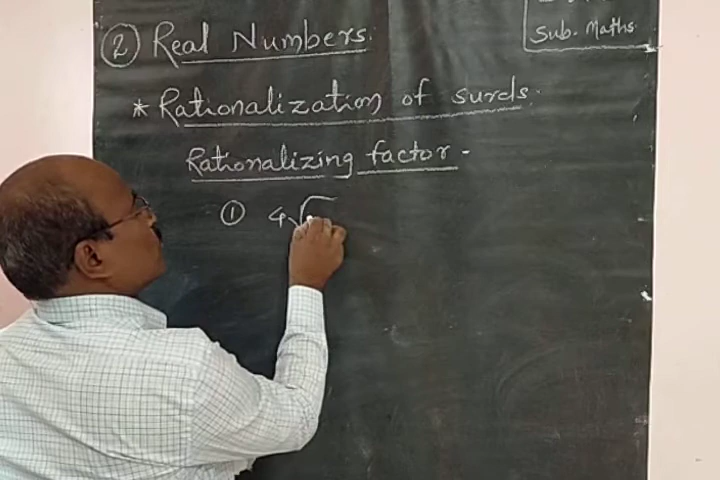 Sub. Maths
② Real Numbers.
* Rationalization of surds.
Rationalizing factor -
① 4√